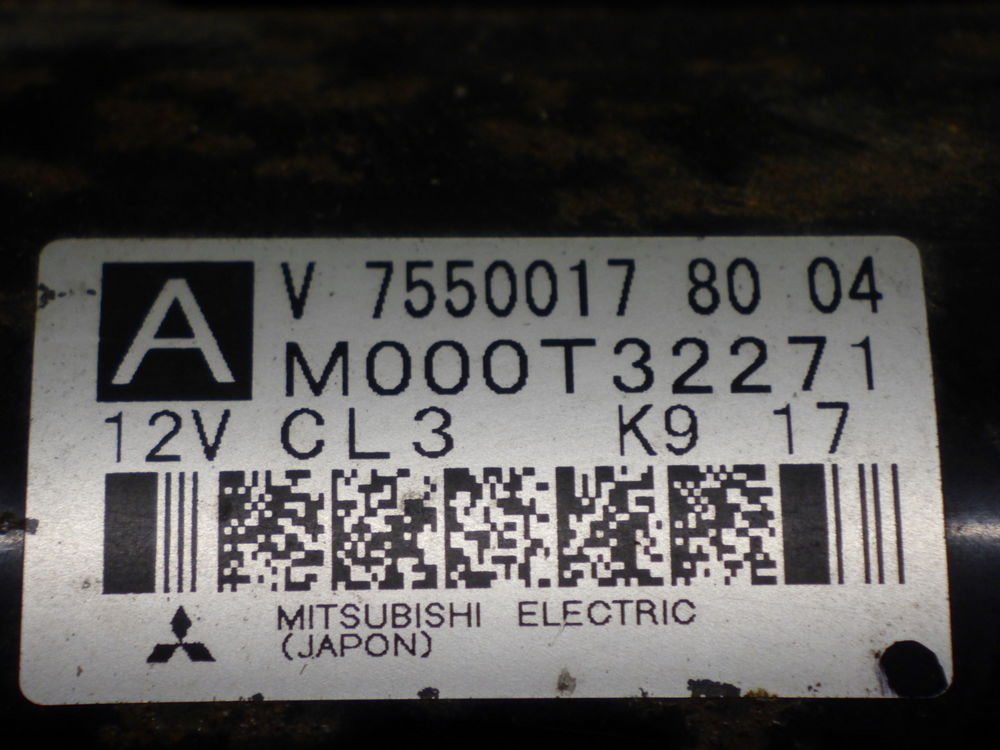 A
V 7550017 80 04
M000T32271
12V CL3 K9 17
MITSUBISHI ELECTRIC
(JAPON)